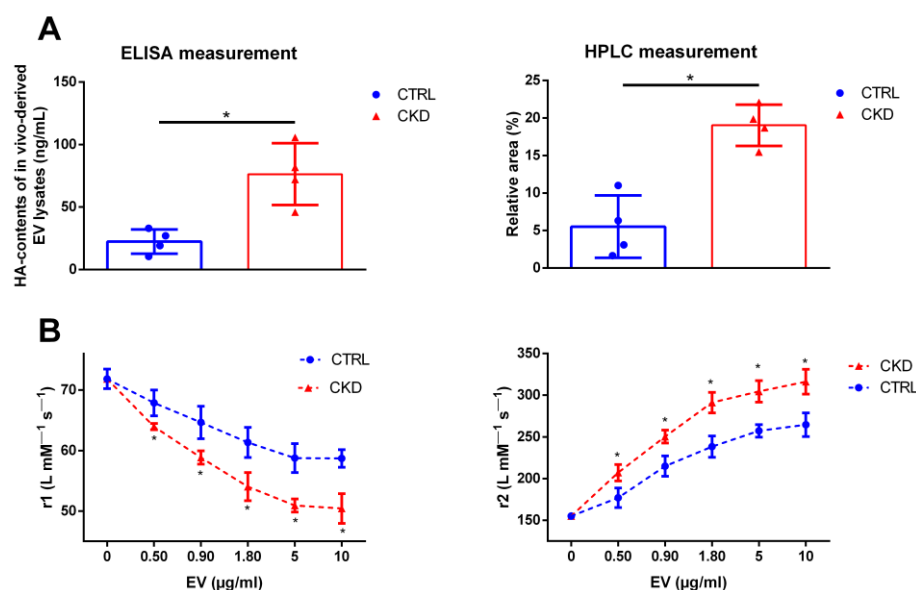 A
ELISA measurement
HA-contents of in vivo-derived
EV lysates (ng/mL)
150
100
50
0
*
CTRL
CKD
HPLC measurement
Relative area (%)
25
20
15
10
5
0
*
CTRL
CKD
B
r1 (L mM—1 s—1)
70
60
50
CTRL
CKD
* * * * *
0 0.50 0.90 1.80 5 10
EV (µg/ml)
r2 (L mM—1 s—1)
350
300
250
200
150
CKD
CTRL
* * * * *
0 0.50 0.90 1.80 5 10
EV (µg/ml)